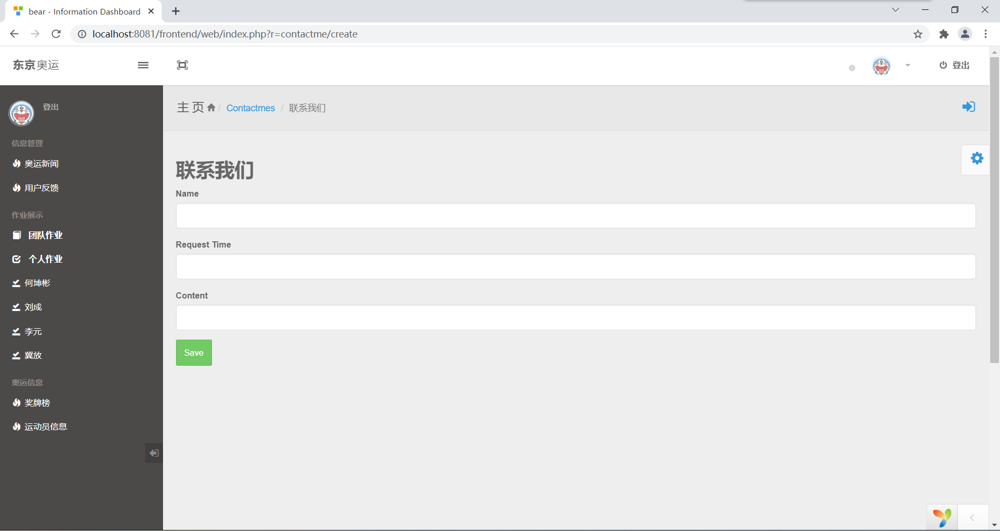 bear - Information Dashboard
localhost:8081/frontend/web/index.php?r=contactme/create
东京奥运
登出
登出
主页 / Contactmes / 联系我们
信息管理
奥运新闻
用户反馈
作业展示
团队作业
个人作业
何坤彬
刘成
李元
冀放
奥运信息
奖牌榜
运动员信息
联系我们
Name
Request Time
Content
Save